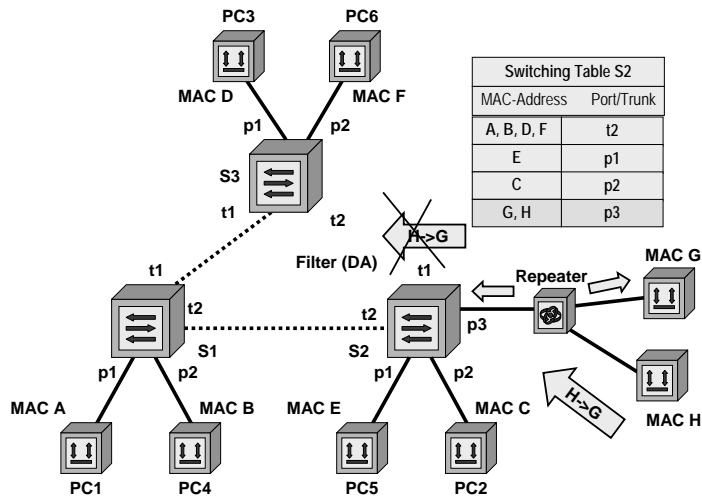 PC3
PC6
MAC D
MAC F
p1
p2
S3
t1
t2
Switching Table S2
MAC-Address Port/Trunk
A, B, D, F t2
E p1
C p2
G, H p3
H->G
Filter (DA)
t1
t1
t2
t2
S1
S2
p3
Repeater
MAC G
MAC H
H->G
p1
p2
p1
p2
MAC A
MAC B
MAC E
MAC C
PC1
PC4
PC5
PC2